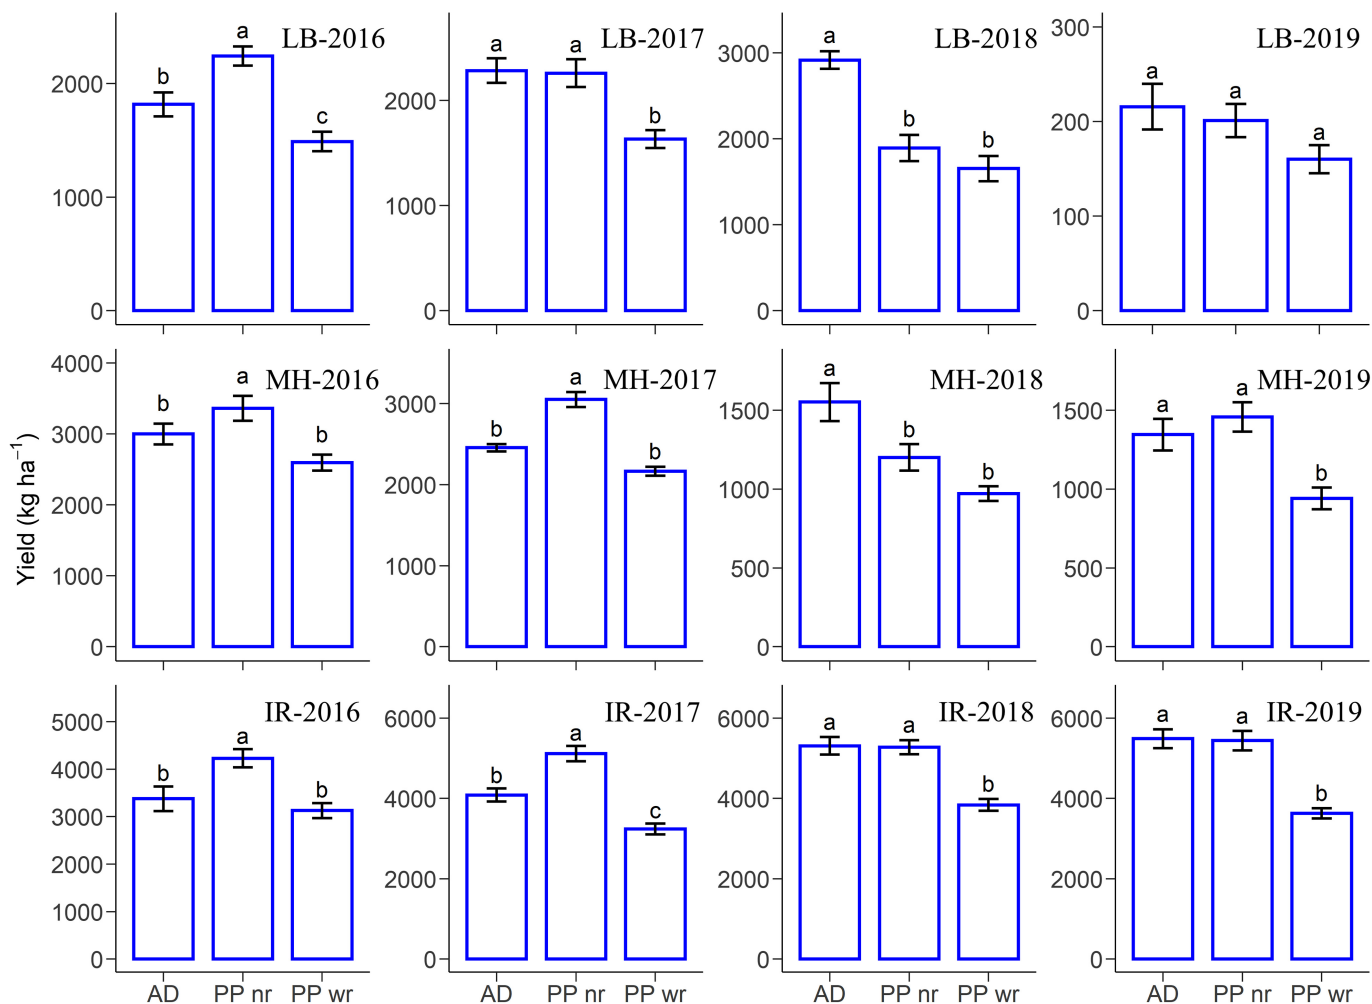 LB-2016
2000
1000
0
b
a
c
LB-2017
2000
1000
0
a
a
b
LB-2018
3000
2000
1000
0
a
b
b
LB-2019
300
200
100
0
a
a
a
Yield (kg ha−1)
MH-2016
4000
3000
2000
1000
0
b
a
b
MH-2017
3000
2000
1000
0
b
a
b
MH-2018
1500
1000
500
0
a
b
b
MH-2019
1500
1000
500
0
a
a
b
IR-2016
5000
4000
3000
2000
1000
0
b
a
b
IR-2017
6000
4000
2000
0
b
a
c
IR-2018
6000
4000
2000
0
a
a
b
IR-2019
6000
4000
2000
0
a
a
b
AD PP nr PP wr
AD PP nr PP wr
AD PP nr PP wr
AD PP nr PP wr